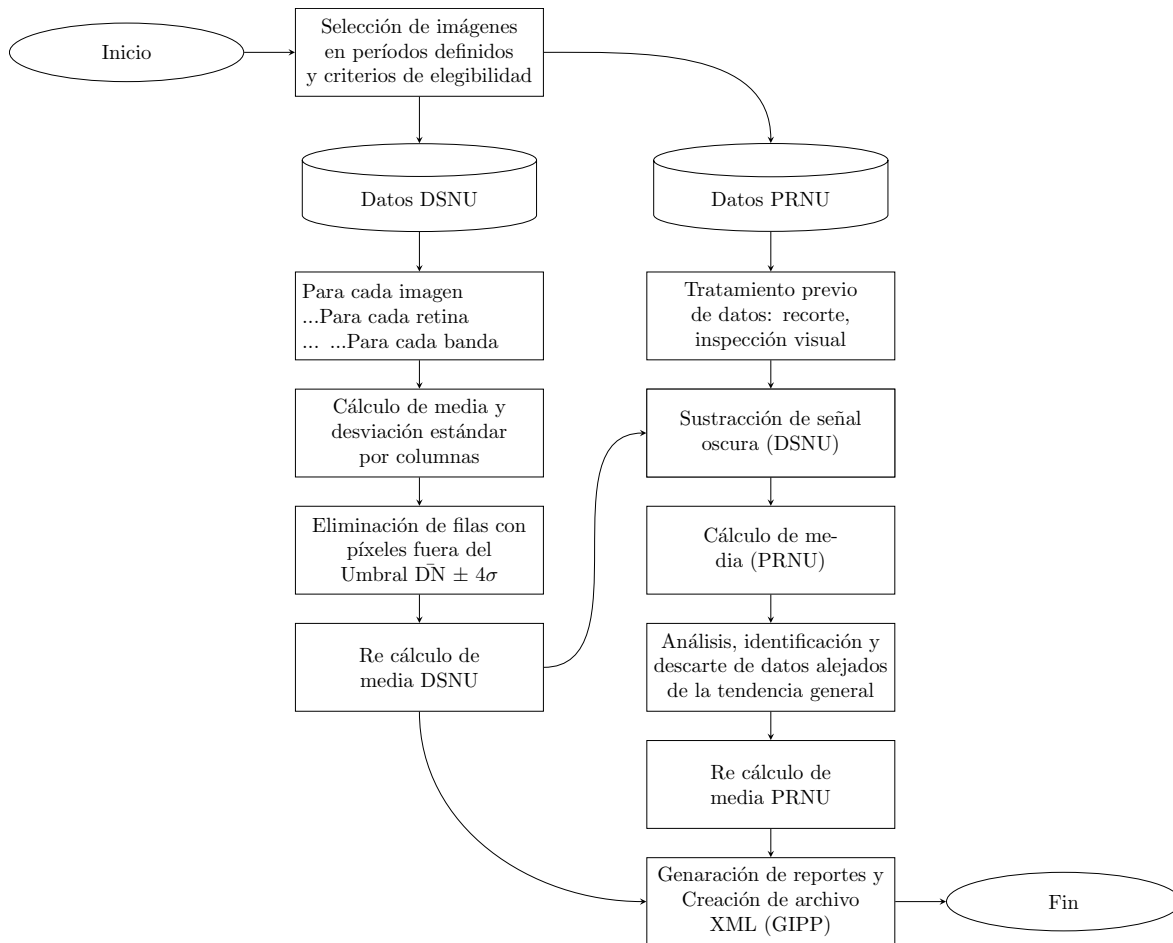 Inicio
Selección de imágenes
en períodos definidos
y criterios de elegibilidad
Datos DSNU
Datos PRNU
Para cada imagen
...Para cada retina
... ...Para cada banda
Tratamiento previo
de datos: recorte,
inspección visual
Cálculo de media y
desviación estándar
por columnas
Sustracción de señal
oscura (DSNU)
Eliminación de filas con
píxeles fuera del
Umbral D̄N ± 4σ
Cálculo de me-
dia (PRNU)
Re cálculo de
media DSNU
Análisis, identificación y
descarte de datos alejados
de la tendencia general
Re cálculo de
media PRNU
Genaración de reportes y
Creación de archivo
XML (GIPP)
Fin